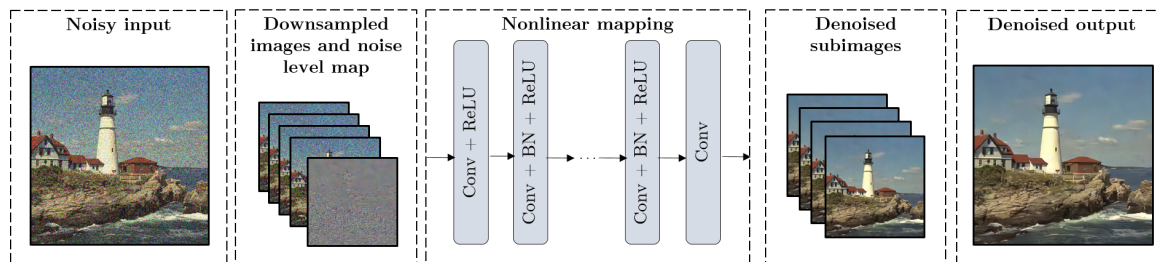 Noisy input
Downsampled
images and noise
level map
Nonlinear mapping
Conv + ReLU
Conv + BN + ReLU
...
Conv + BN + ReLU
Conv
Denoised
subimages
Denoised output